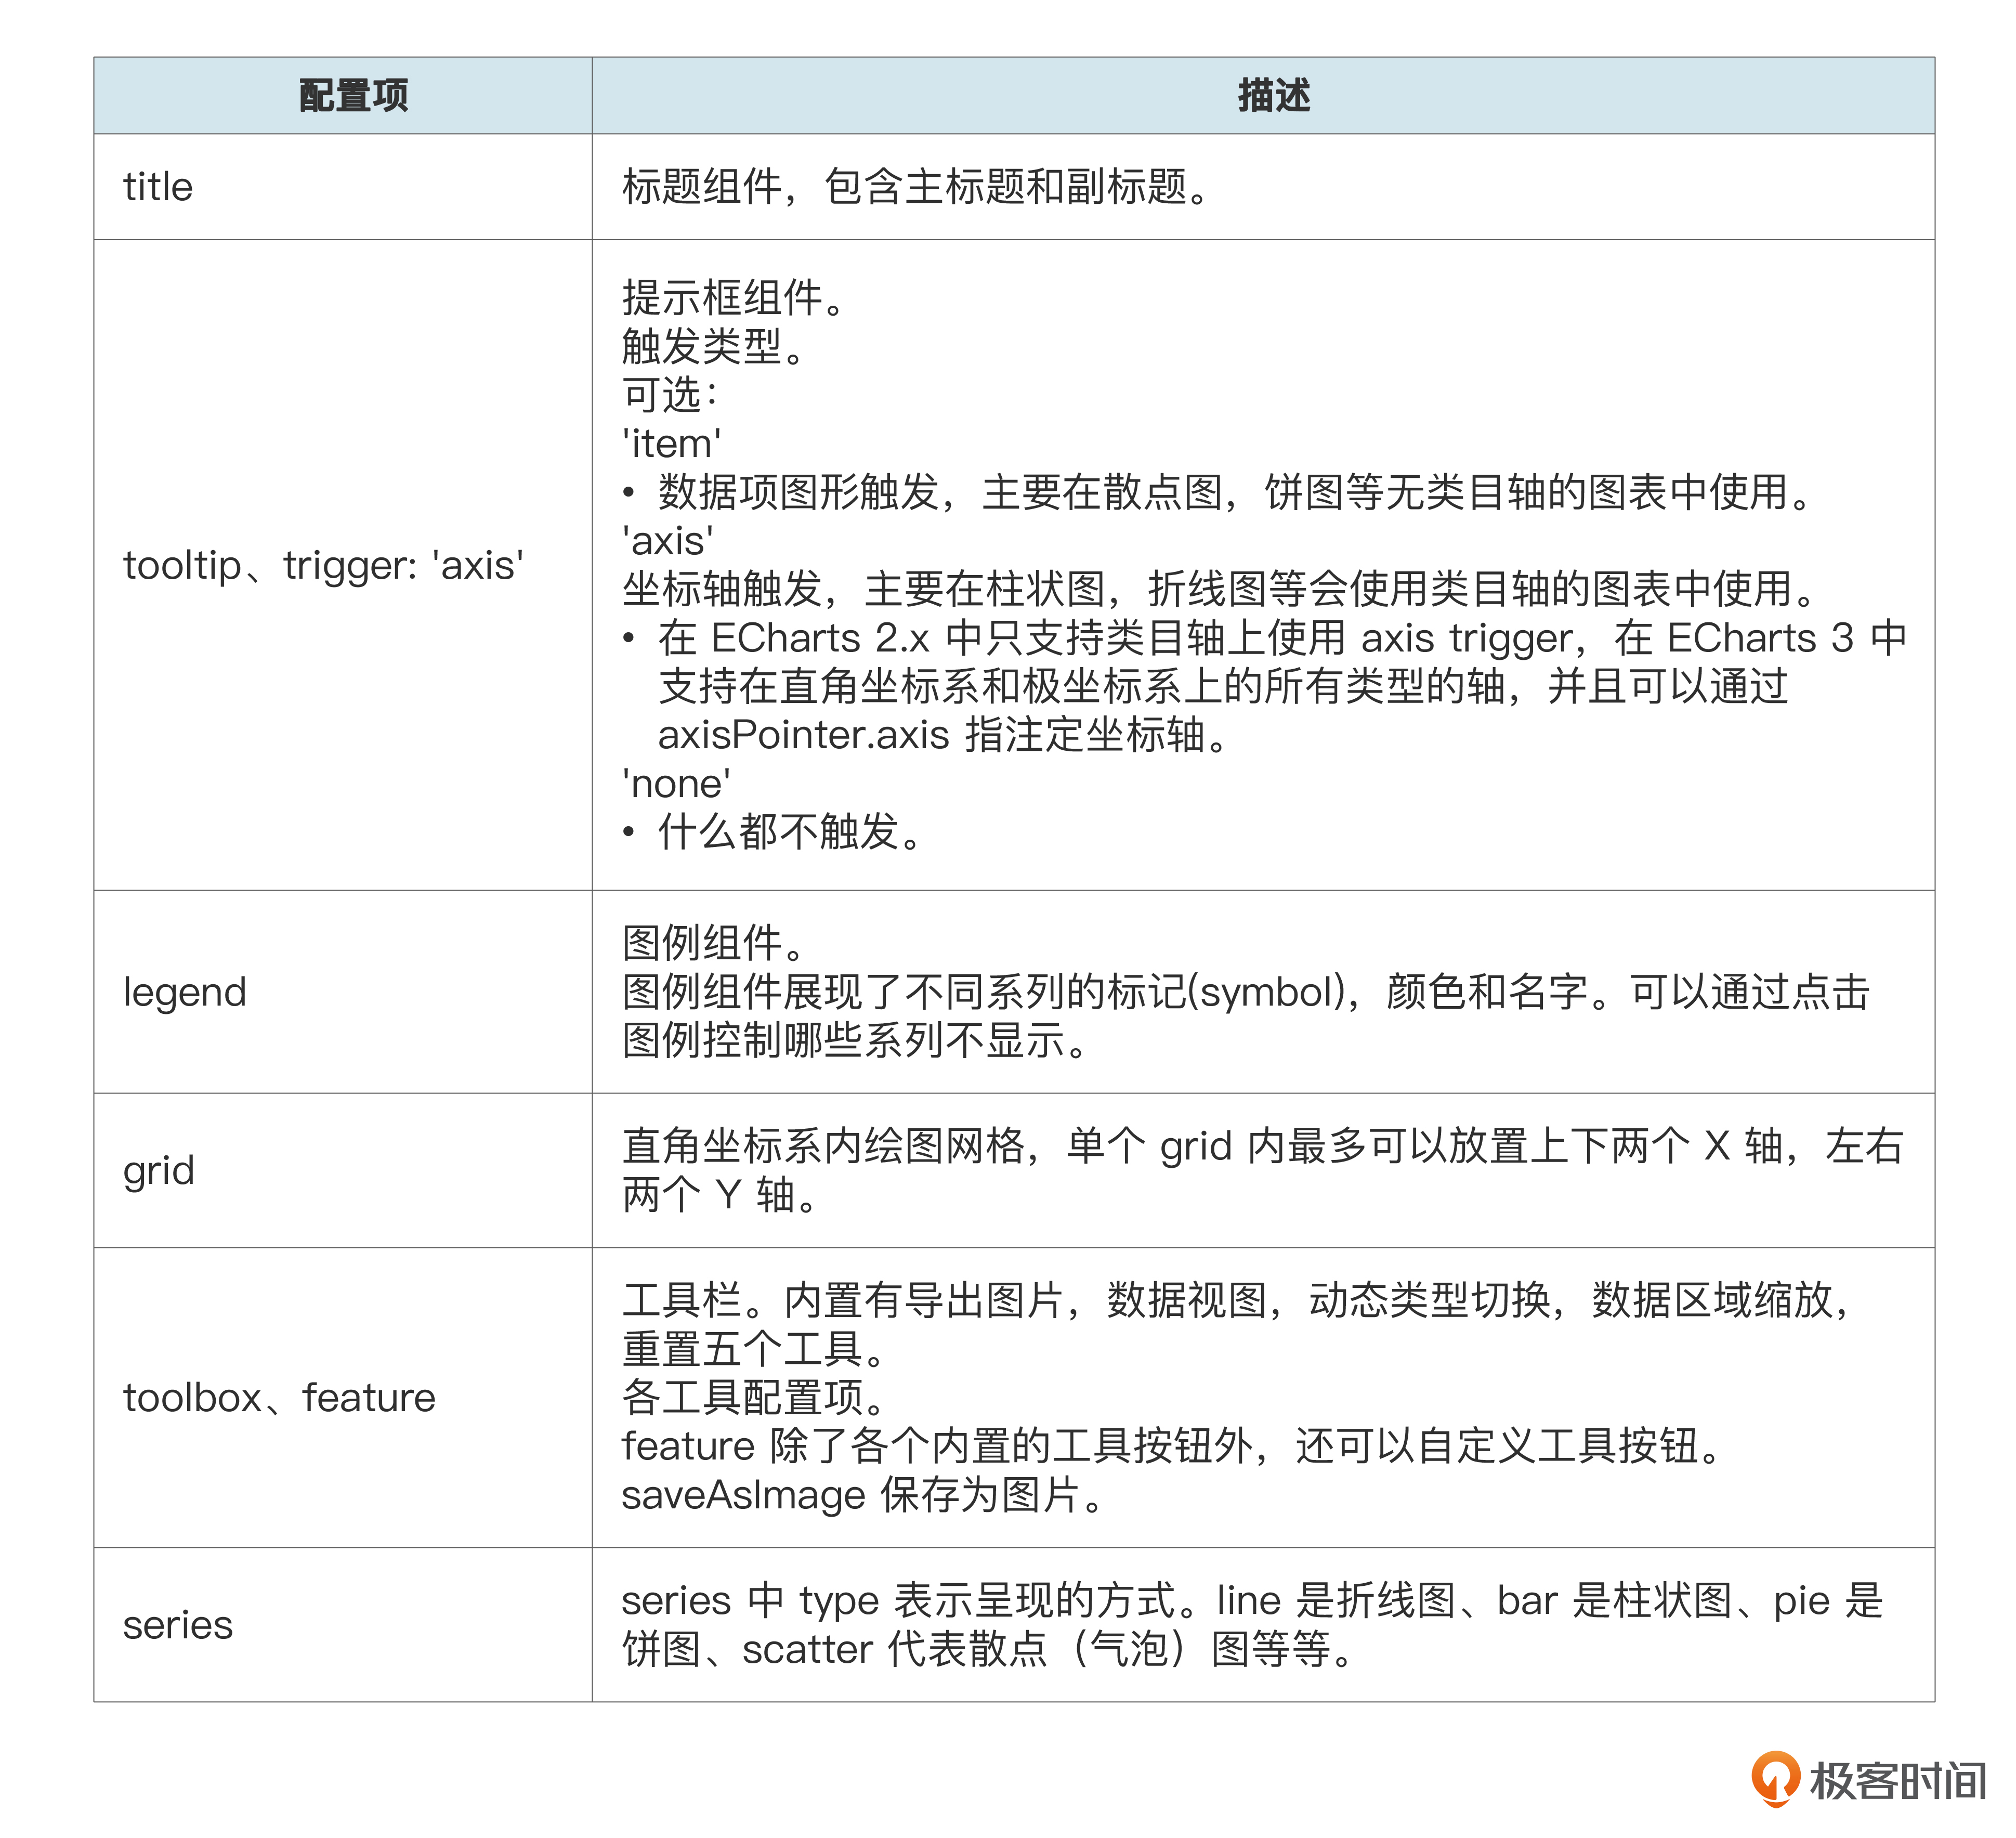 配置项
描述
title
标题组件，包含主标题和副标题。
tooltip、trigger: 'axis'
提示框组件。
触发类型。
可选：
'item'
• 数据项图形触发，主要在散点图，饼图等无类目轴的图表中使用。
'axis'
坐标轴触发，主要在柱状图，折线图等会使用类目轴的图表中使用。
• 在 ECharts 2.x 中只支持类目轴上使用 axis trigger，在 ECharts 3 中
支持在直角坐标系和极坐标系上的所有类型的轴，并且可以通过
axisPointer.axis 指注定坐标轴。
'none'
• 什么都不触发。
legend
图例组件。
图例组件展现了不同系列的标记(symbol)，颜色和名字。可以通过点击
图例控制哪些系列不显示。
grid
直角坐标系内绘图网格，单个 grid 内最多可以放置上下两个 X 轴，左右
两个 Y 轴。
toolbox、feature
工具栏。内置有导出图片，数据视图，动态类型切换，数据区域缩放，
重置五个工具。
各工具配置项。
feature 除了各个内置的工具按钮外，还可以自定义工具按钮。
saveAsImage 保存为图片。
series
series 中 type 表示呈现的方式。line 是折线图、bar 是柱状图、pie 是
饼图、scatter 代表散点（气泡）图等等。
极客时间